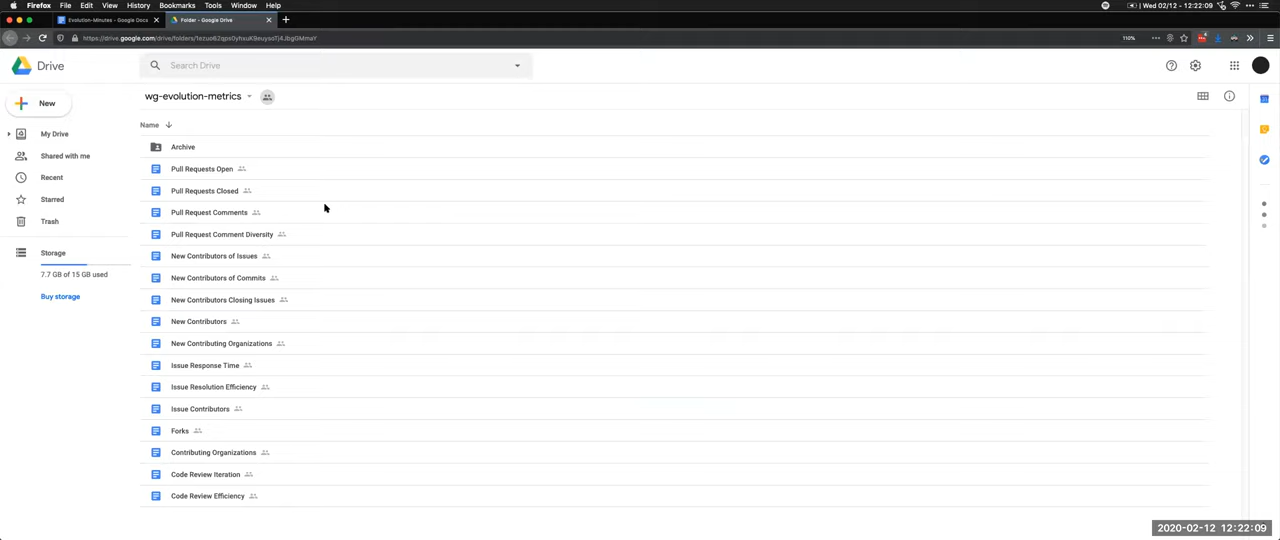 Firefox File Edit View History Bookmarks Tools Window Help
Wed 02/12 12:22:09
Evolution-Minutes - Google Docs
Folder - Google Drive
110%
Drive
Search Drive
New
wg-evolution-metrics
Name
My Drive
Shared with me
Recent
Starred
Trash
Storage
7.7 GB of 15 GB used
Buy storage
Archive
Pull Requests Open
Pull Requests Closed
Pull Request Comments
Pull Request Comment Diversity
New Contributors of Issues
New Contributors of Commits
New Contributors Closing Issues
New Contributors
New Contributing Organizations
Issue Response Time
Issue Resolution Efficiency
Issue Contributors
Forks
Contributing Organizations
Code Review Iteration
Code Review Efficiency
2020-02-12 12:22:09